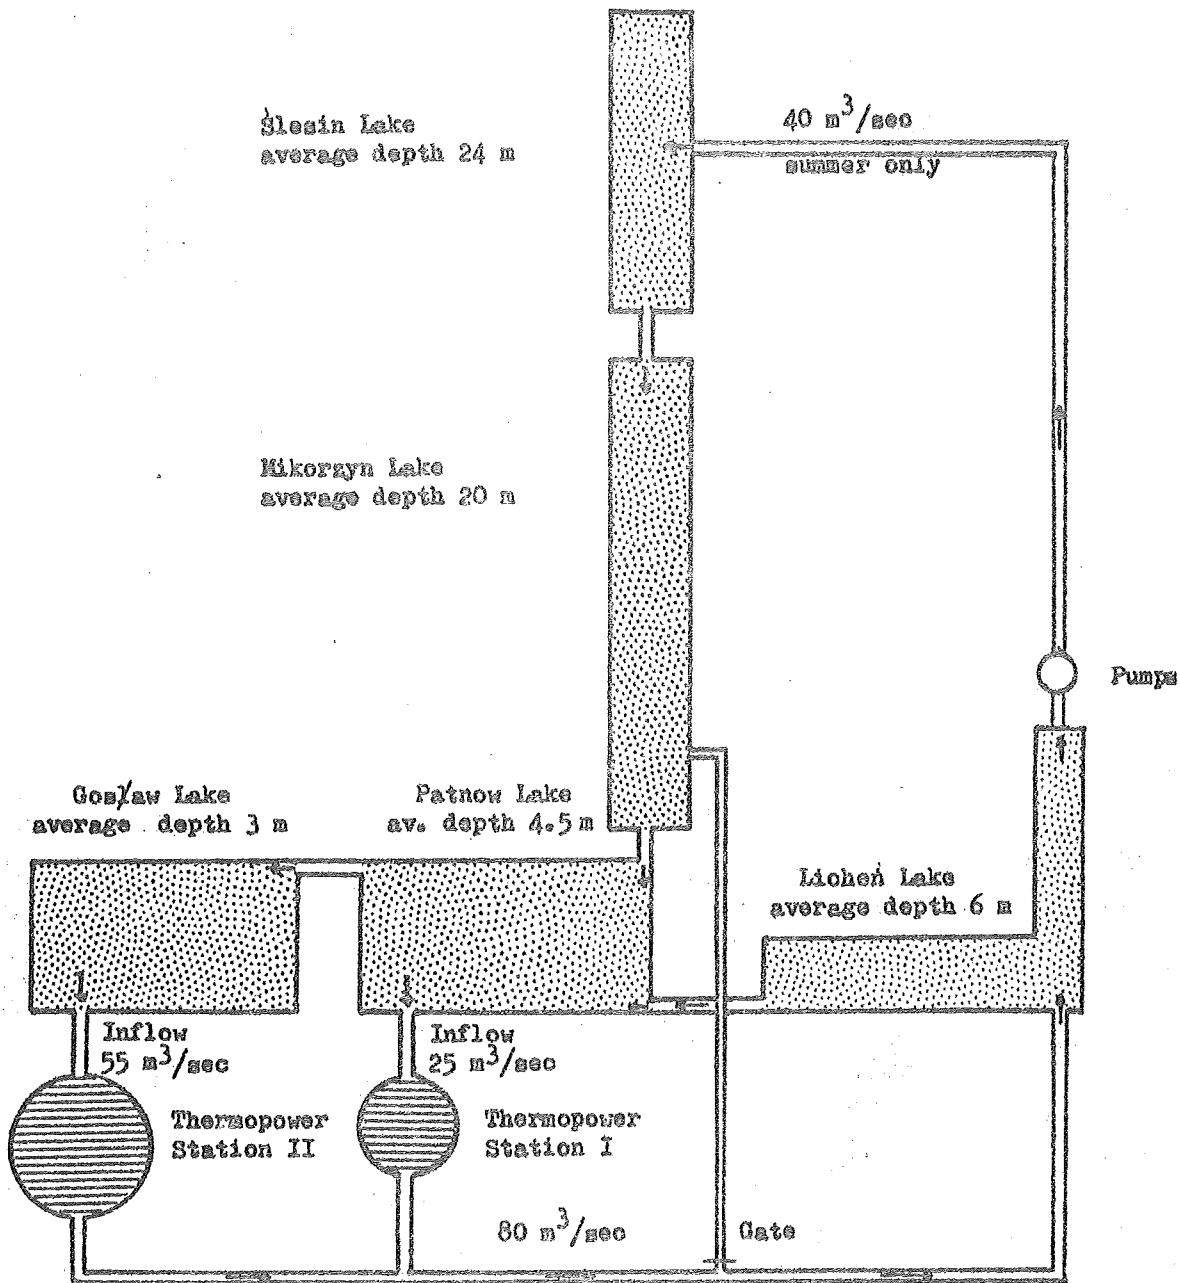 Ślesin Lake
average depth 24 m
40 m³/sec
summer only
Mikorzyn Lake
average depth 20 m
Pumps
Gosław Lake
average depth 3 m
Patnow Lake
av. depth 4.5 m
Licheń Lake
average depth 6 m
Inflow
55 m³/sec
Inflow
25 m³/sec
Thermopower
Station II
Thermopower
Station I
80 m³/sec
Gate